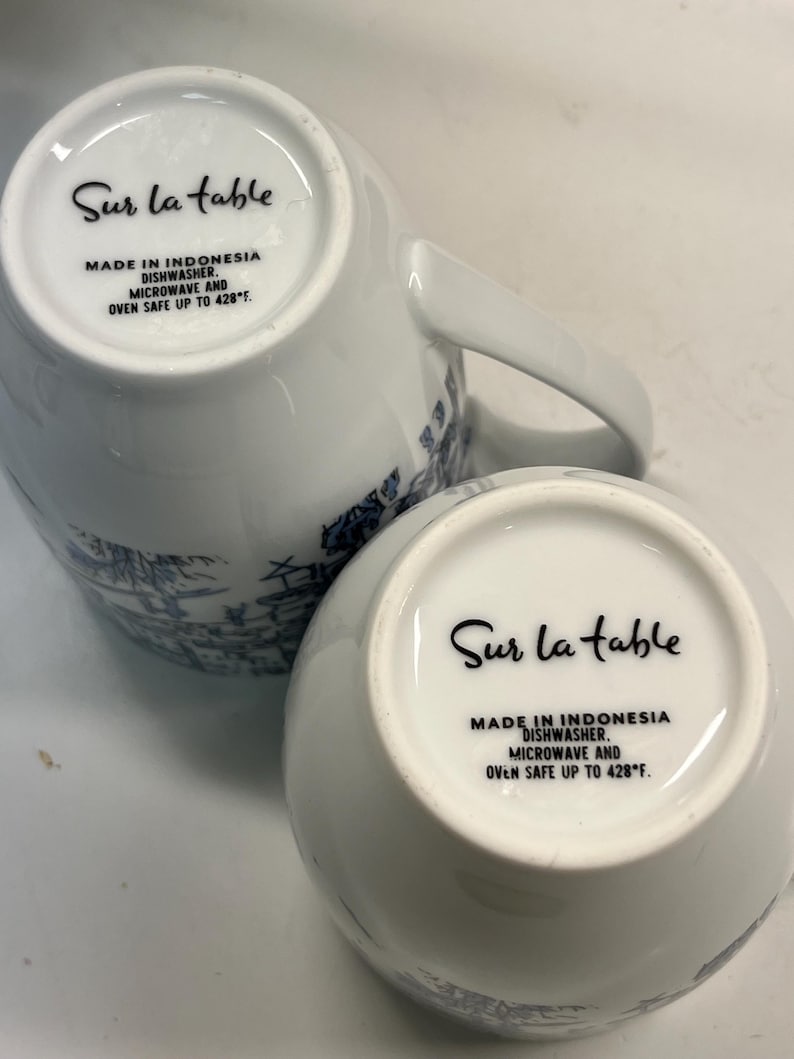 Sur la table
MADE IN INDONESIA
DISHWASHER,
MICROWAVE AND
OVEN SAFE UP TO 428°F.
Sur la table
MADE IN INDONESIA
DISHWASHER,
MICROWAVE AND
OVEN SAFE UP TO 428°F.